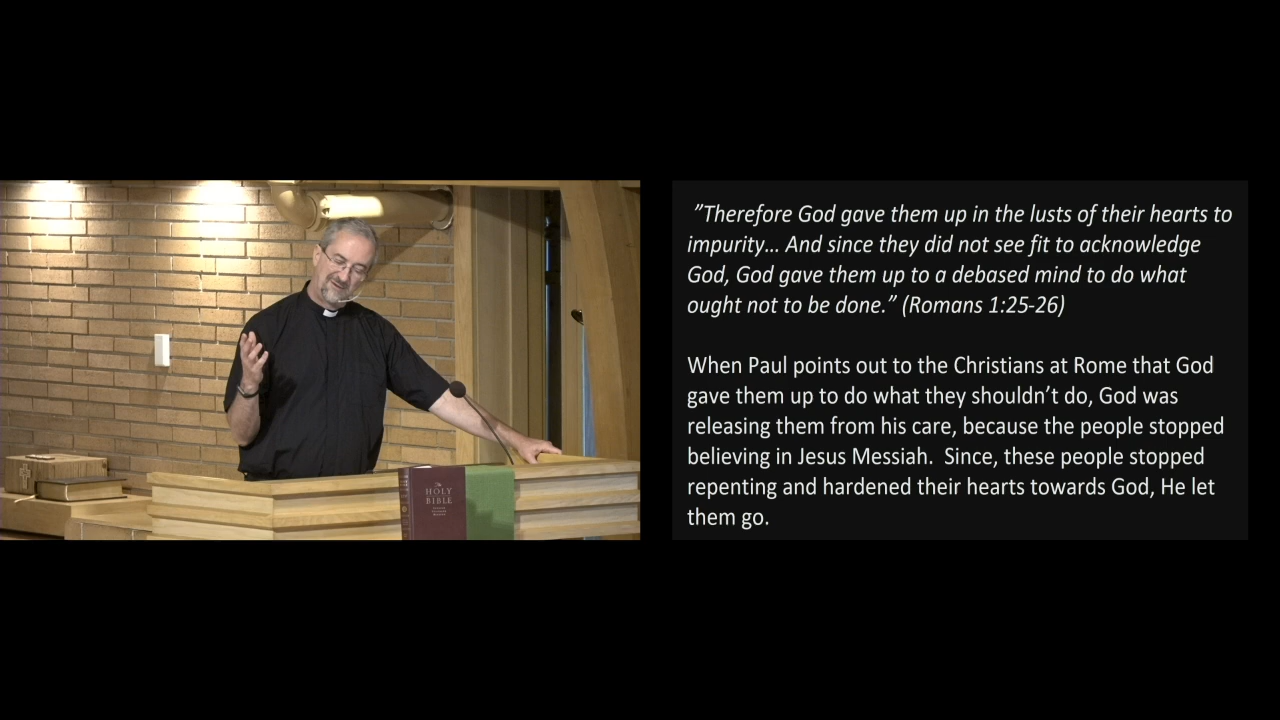 The
HOLY
BIBLE
”Therefore God gave them up in the lusts of their hearts to
impurity… And since they did not see fit to acknowledge
God, God gave them up to a debased mind to do what
ought not to be done.” (Romans 1:25-26)
When Paul points out to the Christians at Rome that God
gave them up to do what they shouldn’t do, God was
releasing them from his care, because the people stopped
believing in Jesus Messiah.  Since, these people stopped
repenting and hardened their hearts towards God, He let
them go.